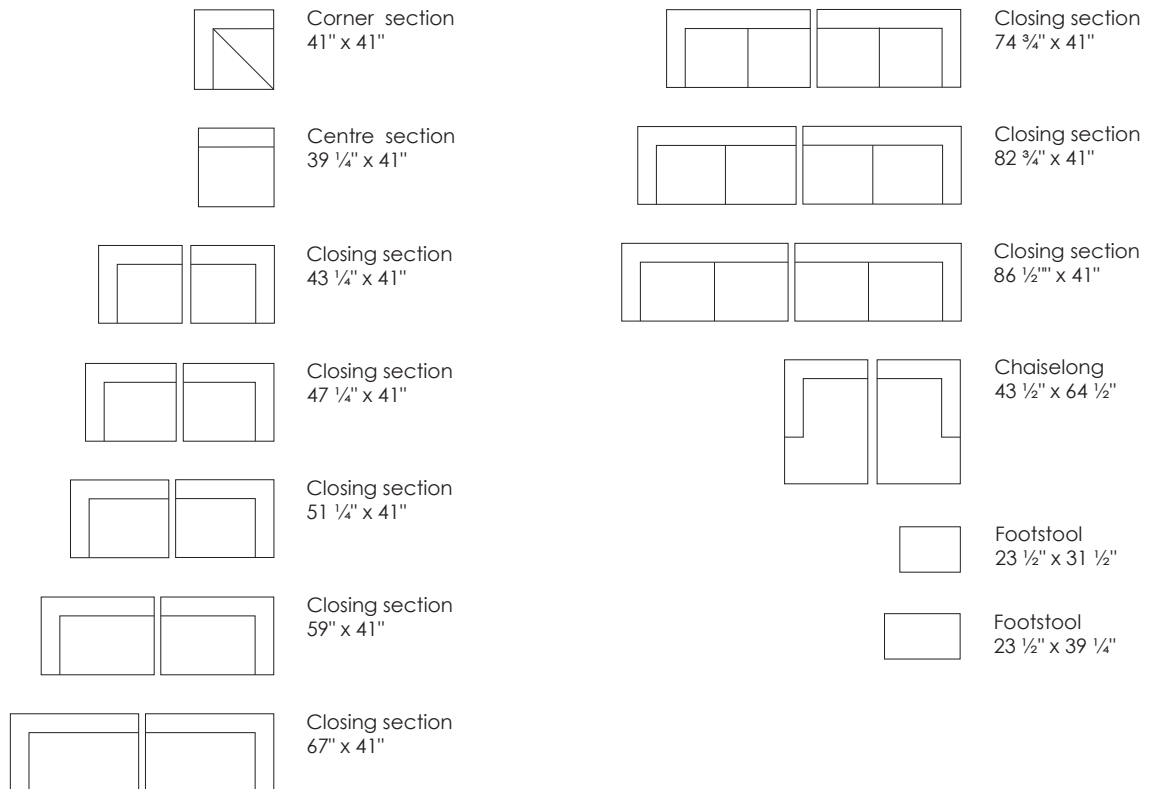 Corner section
41" x 41"
Centre section
39 ¼" x 41"
Closing section
43 ¼" x 41"
Closing section
47 ¼" x 41"
Closing section
51 ¼" x 41"
Closing section
59" x 41"
Closing section
67" x 41"
Closing section
74 ¾" x 41"
Closing section
82 ¾" x 41"
Closing section
86 ½"" x 41"
Chaiselong
43 ½" x 64 ½"
Footstool
23 ½" x 31 ½"
Footstool
23 ½" x 39 ¼"